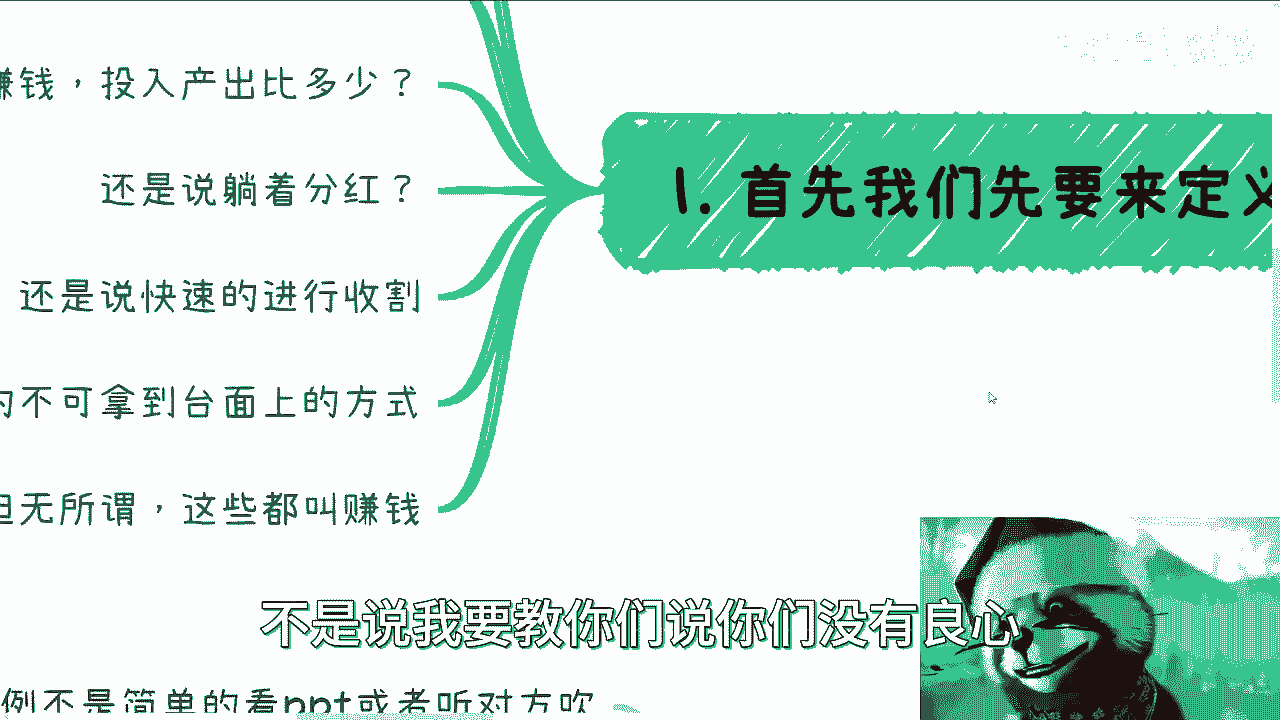 赚钱，投入产出比多少？
还是说躺着分红？
还是说快速的进行收割
的不可拿到台面上的方式
但无所谓，这些都叫赚钱
1. 首先我们先要来定义
不是说我要教你们说你们没有良心
例不是简单的看ppt或者听对方吹